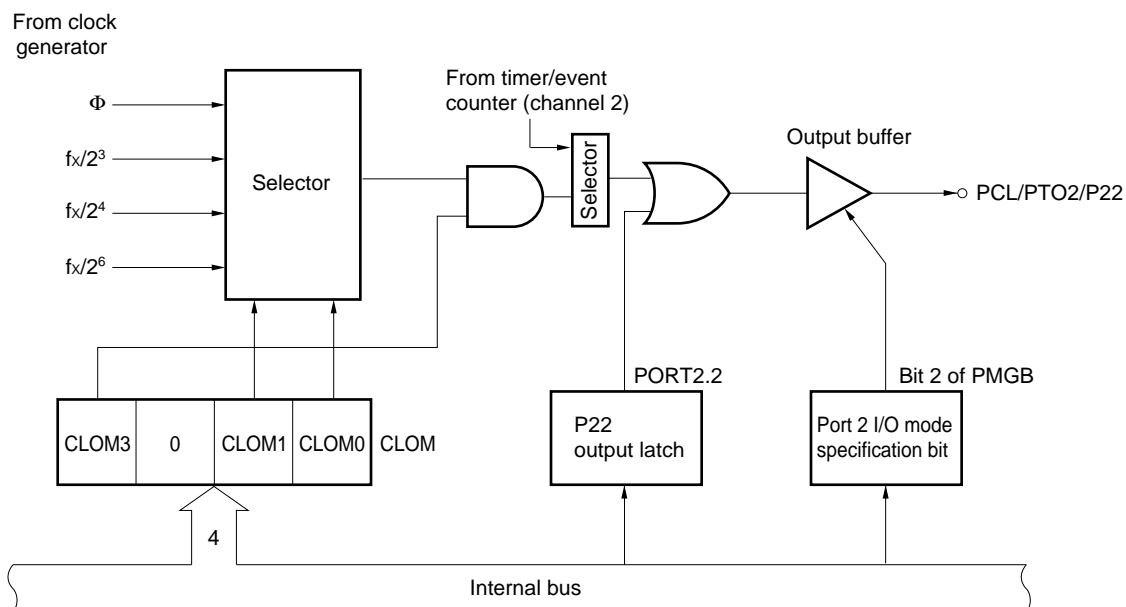 From clock
generator
Φ
fX/2³
fX/2⁴
fX/2⁶
Selector
From timer/event
counter (channel 2)
Selector
Output buffer
PCL/PTO2/P22
PORT2.2
Bit 2 of PMGB
CLOM3 0 CLOM1 CLOM0 CLOM
P22
output latch
Port 2 I/O mode
specification bit
4
Internal bus